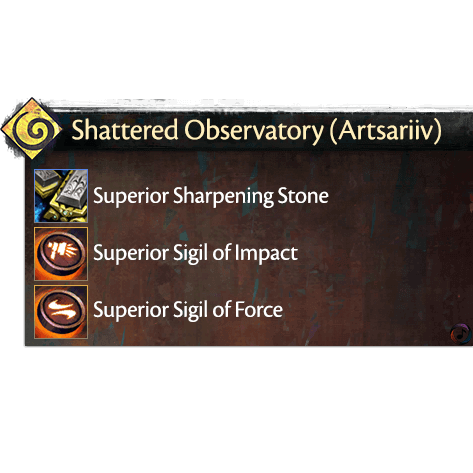 Shattered Observatory (Artsariiv)
Superior Sharpening Stone
Superior Sigil of Impact
Superior Sigil of Force